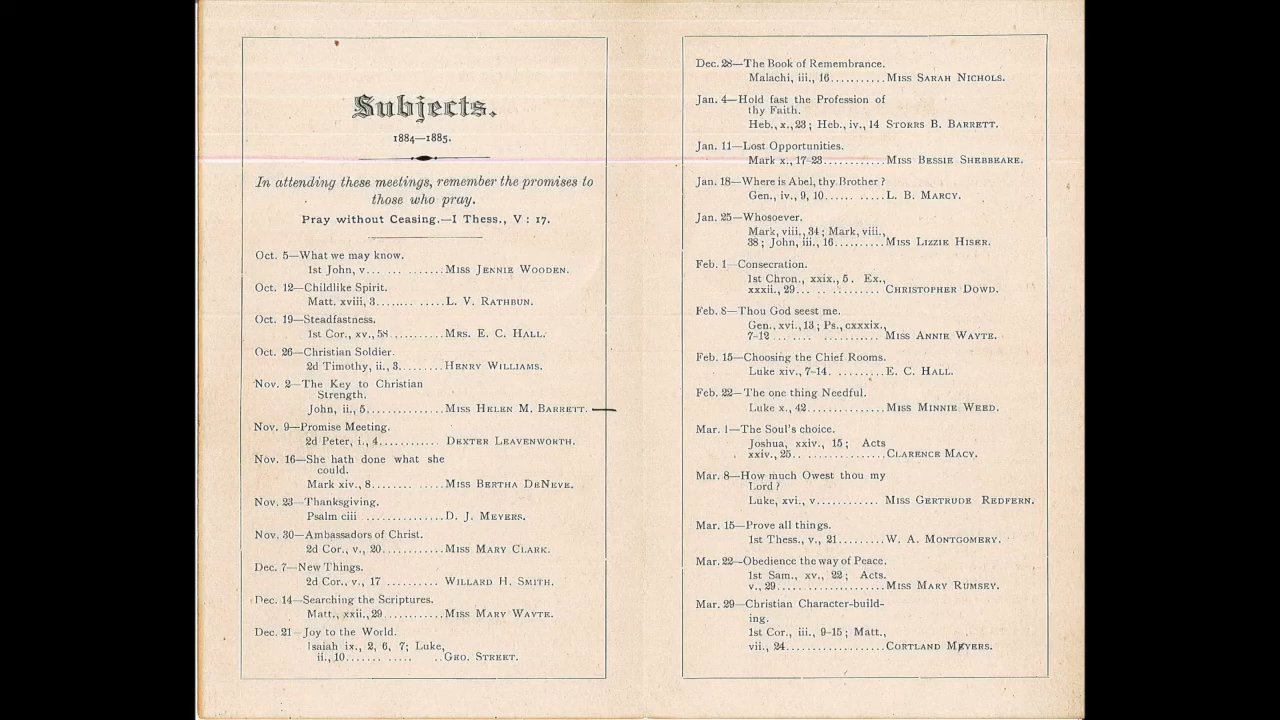 Subjects.
1884—1885.
In attending these meetings, remember the promises to
those who pray.
Pray without Ceasing.—I Thess., V : 17.
Oct. 5—What we may know.
1st John, v... ... .......MISS JENNIE WOODEN.
Oct. 12—Childlike Spirit.
Matt. xviii, 3....... .....L. V. RATHBUN.
Oct. 19—Steadfastness.
1st Cor., xv., 58..........MRS. E. C. HALL.
Oct. 26—Christian Soldier.
2d Timothy, ii., 3........HENRY WILLIAMS.
Nov. 2—The Key to Christian
Strength.
John, ii., 5..............MISS HELEN M. BARRETT.
Nov. 9—Promise Meeting.
2d Peter, i., 4........... DEXTER LEAVENWORTH.
Nov. 16—She hath done what she
could.
Mark xiv., 8........ .....MISS BERTHA DENEVE.
Nov. 23—Thanksgiving.
Psalm ciii ...............D. J. MEYERS.
Nov. 30—Ambassadors of Christ.
2d Cor., v., 20...........MISS MARY CLARK.
Dec. 7—New Things.
2d Cor., v., 17 .......... WILLARD H. SMITH.
Dec. 14—Searching the Scriptures.
Matt., xxii., 29...........MISS MARY WAYTE.
Dec. 21—Joy to the World.
Isaiah ix., 2, 6, 7; Luke,
ii., 10....... ..... ..GEO. STREET.
Dec. 28—The Book of Remembrance.
Malachi, iii., 16..........MISS SARAH NICHOLS.
Jan. 4—Hold fast the Profession of
thy Faith.
Heb., x., 23 ; Heb., iv., 14 STORRS B. BARRETT.
Jan. 11—Lost Opportunities.
Mark x., 17-23............MISS BESSIE SHEBBEARE.
Jan. 18—Where is Abel, thy Brother ?
Gen., iv., 9, 10...... .....L. B. MARCY.
Jan. 25—Whosoever.
Mark, viii., 34 ; Mark, viii.,
38 ; John, iii., 16.........MISS LIZZIE HISER.
Feb. 1—Consecration.
1st Chron., xxix., 5. Ex.,
xxxii., 29... .. ......... CHRISTOPHER DOWD.
Feb. 8—Thou God seest me.
Gen., xvi., 13 ; Ps., cxxxix.,
7-12 ... .... ........... MISS ANNIE WAYTE.
Feb. 15—Choosing the Chief Rooms.
Luke xiv., 7-14. .........E. C. HALL.
Feb. 22—The one thing Needful.
Luke x., 42..............MISS MINNIE WEED.
Mar. 1—The Soul's choice.
Joshua, xxiv., 15 ; Acts
xxiv., 25.. ..............CLARENCE MACY.
Mar. 8—How much Owest thou my
Lord ?
Luke, xvi., v........... MISS GERTRUDE REDFERN.
Mar. 15—Prove all things.
1st Thess., v., 21........W. A. MONTGOMERY.
Mar. 22—Obedience the way of Peace.
1st Sam., xv., 22 ; Acts.
v., 29..... ..............MISS MARY RUMSEY.
Mar. 29—Christian Character-build-
ing.
1st Cor., iii., 9-15 ; Matt.,
vii., 24..................CORTLAND MEYERS.